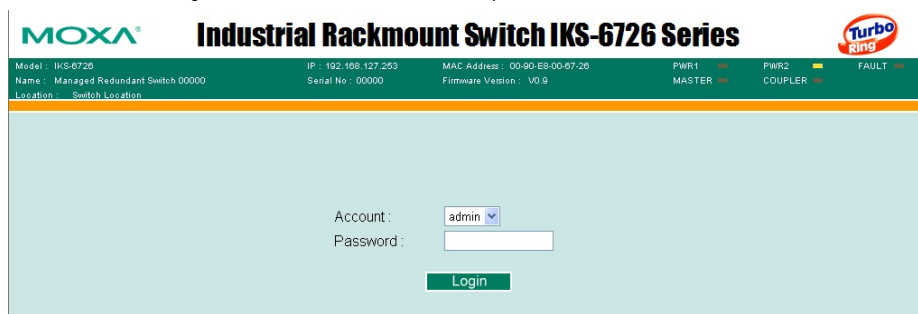 MOXA® Industrial Rackmount Switch IKS-6726 Series Turbo Ring
Model : IKS-6726 IP : 192.168.127.253 MAC Address : 00-90-E8-00-67-26 PWR1 PWR2 FAULT
Name : Managed Redundant Switch 00000 Serial No : 00000 Firmware Version : V0.9 MASTER COUPLER
Location : Switch Location
Account : admin
Password :
Login